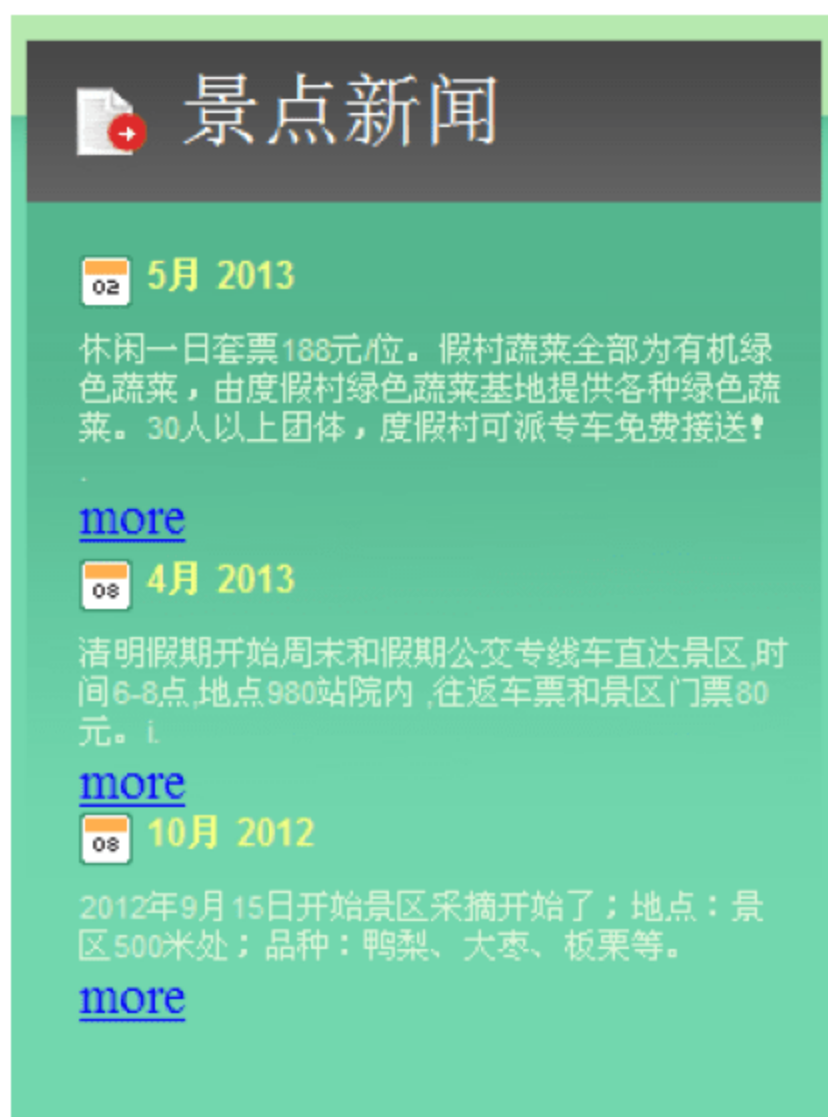 景点新闻
02 5月 2013
休闲一日套票188元/位。假村蔬菜全部为有机绿
色蔬菜，由度假村绿色蔬菜基地提供各种绿色蔬
菜。30人以上团体，度假村可派专车免费接送！
.
more
08 4月 2013
清明假期开始周末和假期公交专线车直达景区,时
间6-8点,地点980站院内 ,往返车票和景区门票80
元。i.
more
08 10月 2012
2012年9月15日开始景区采摘开始了；地点：景
区500米处；品种：鸭梨、大枣、板栗等。
more